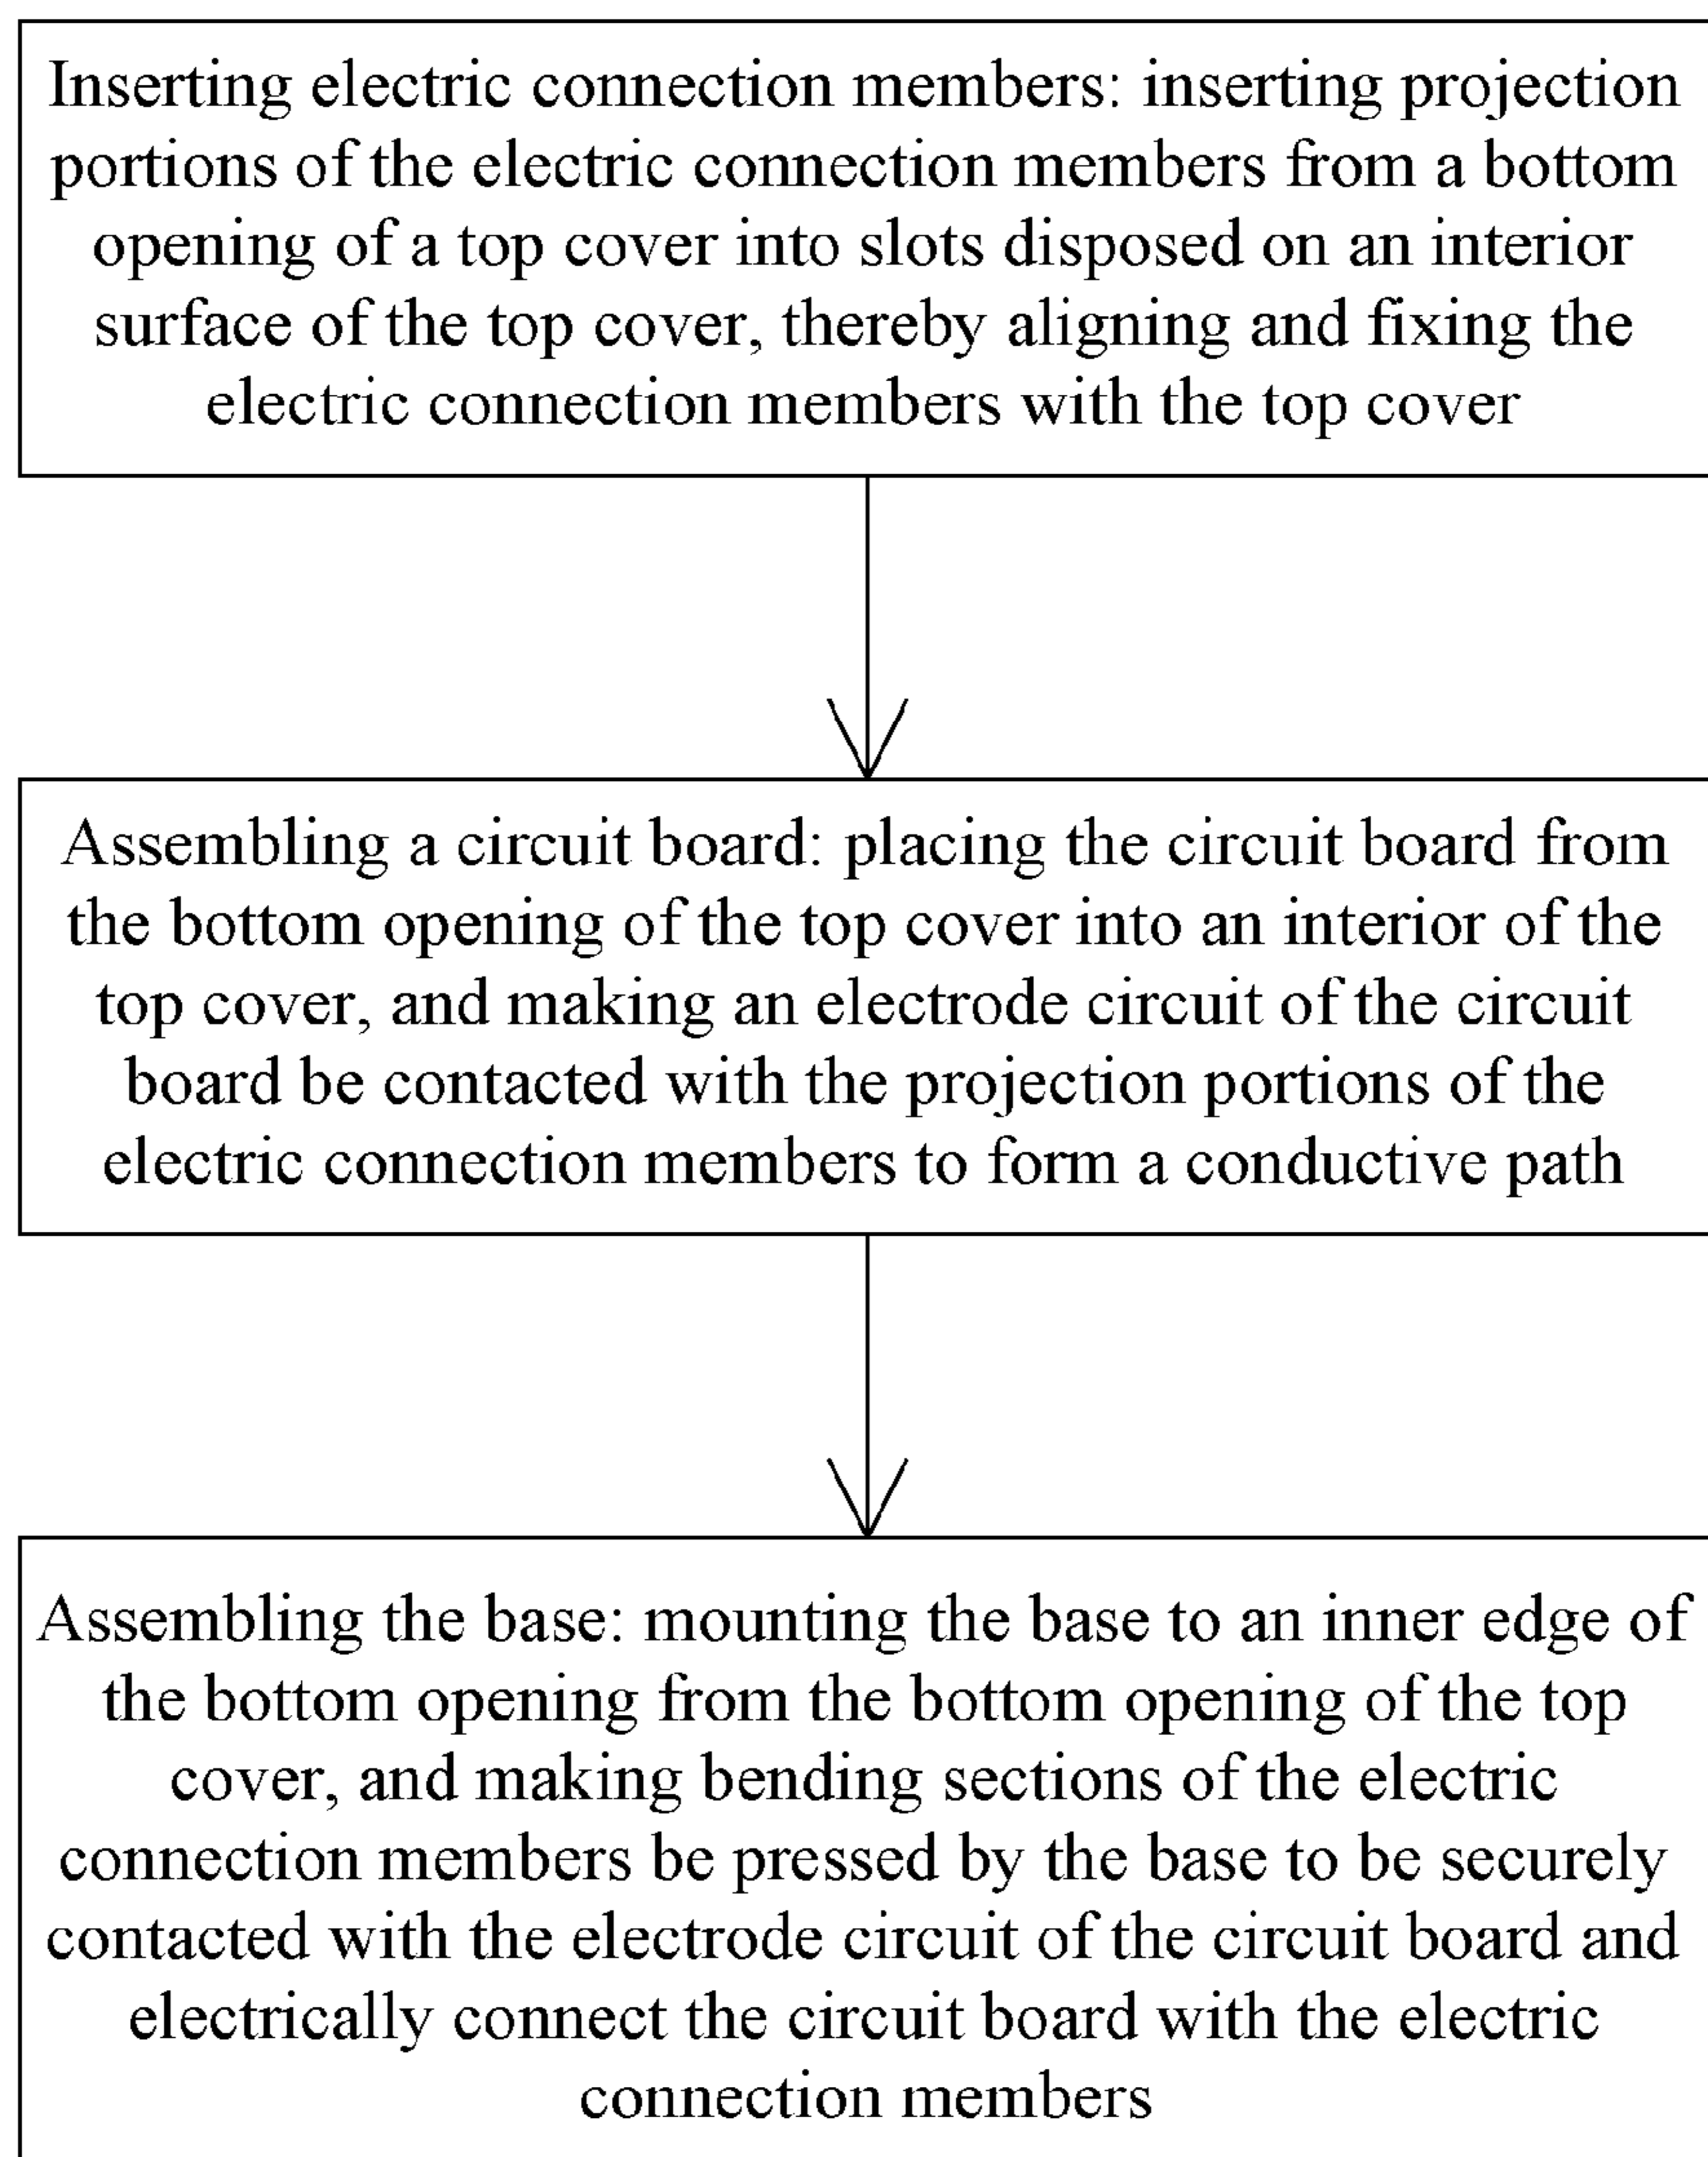 Inserting electric connection members: inserting projection
portions of the electric connection members from a bottom
opening of a top cover into slots disposed on an interior
surface of the top cover, thereby aligning and fixing the
electric connection members with the top cover
Assembling a circuit board: placing the circuit board from
the bottom opening of the top cover into an interior of the
top cover, and making an electrode circuit of the circuit
board be contacted with the projection portions of the
electric connection members to form a conductive path
Assembling the base: mounting the base to an inner edge of
the bottom opening from the bottom opening of the top
cover, and making bending sections of the electric
connection members be pressed by the base to be securely
contacted with the electrode circuit of the circuit board and
electrically connect the circuit board with the electric
connection members